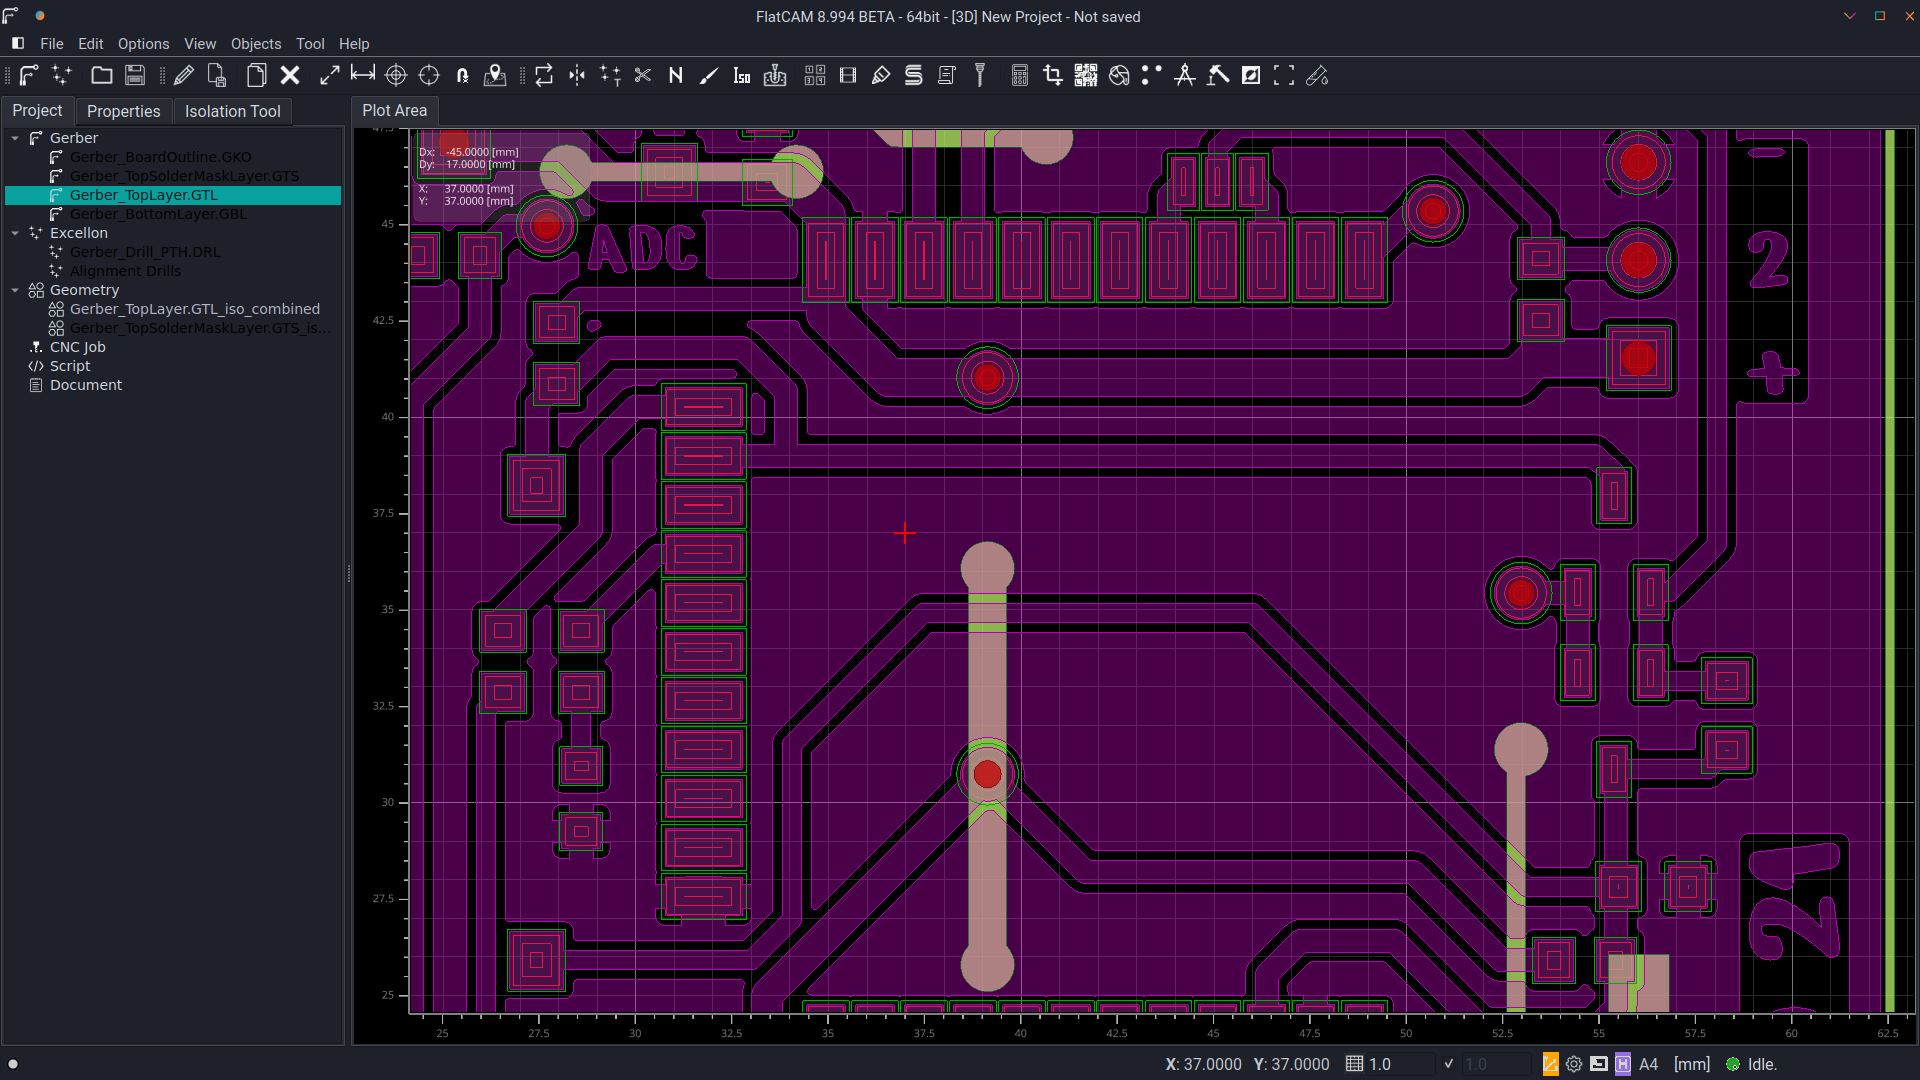 FlatCAM 8.994 BETA - 64bit - [3D] New Project - Not saved
File Edit Options View Objects Tool Help
Project Properties Isolation Tool
Gerber
Gerber_BoardOutline.GKO
Gerber_TopSolderMaskLayer.GTS
Gerber_TopLayer.GTL
Gerber_BottomLayer.GBL
Excellon
Gerber_Drill_PTH.DRL
Alignment Drills
Geometry
Gerber_TopLayer.GTL_iso_combined
Gerber_TopSolderMaskLayer.GTS_is...
CNC Job
Script
Document
Plot Area
Dx: -45.0000 [mm]
Dy: 17.0000 [mm]
X: 37.0000 [mm]
Y: 37.0000 [mm]
ADC
2
+
21
47.5
45
42.5
40
37.5
35
32.5
30
27.5
25
25 27.5 30 32.5 35 37.5 40 42.5 45 47.5 50 52.5 55 57.5 60 62.5
X: 37.0000 Y: 37.0000 1.0 1.0 H A4 [mm] Idle.